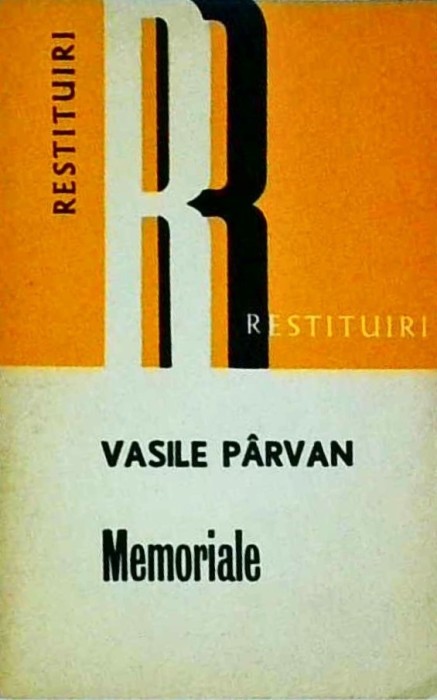 RESTITUIRI
R
RESTITUIRI
VASILE PÂRVAN
Memoriale